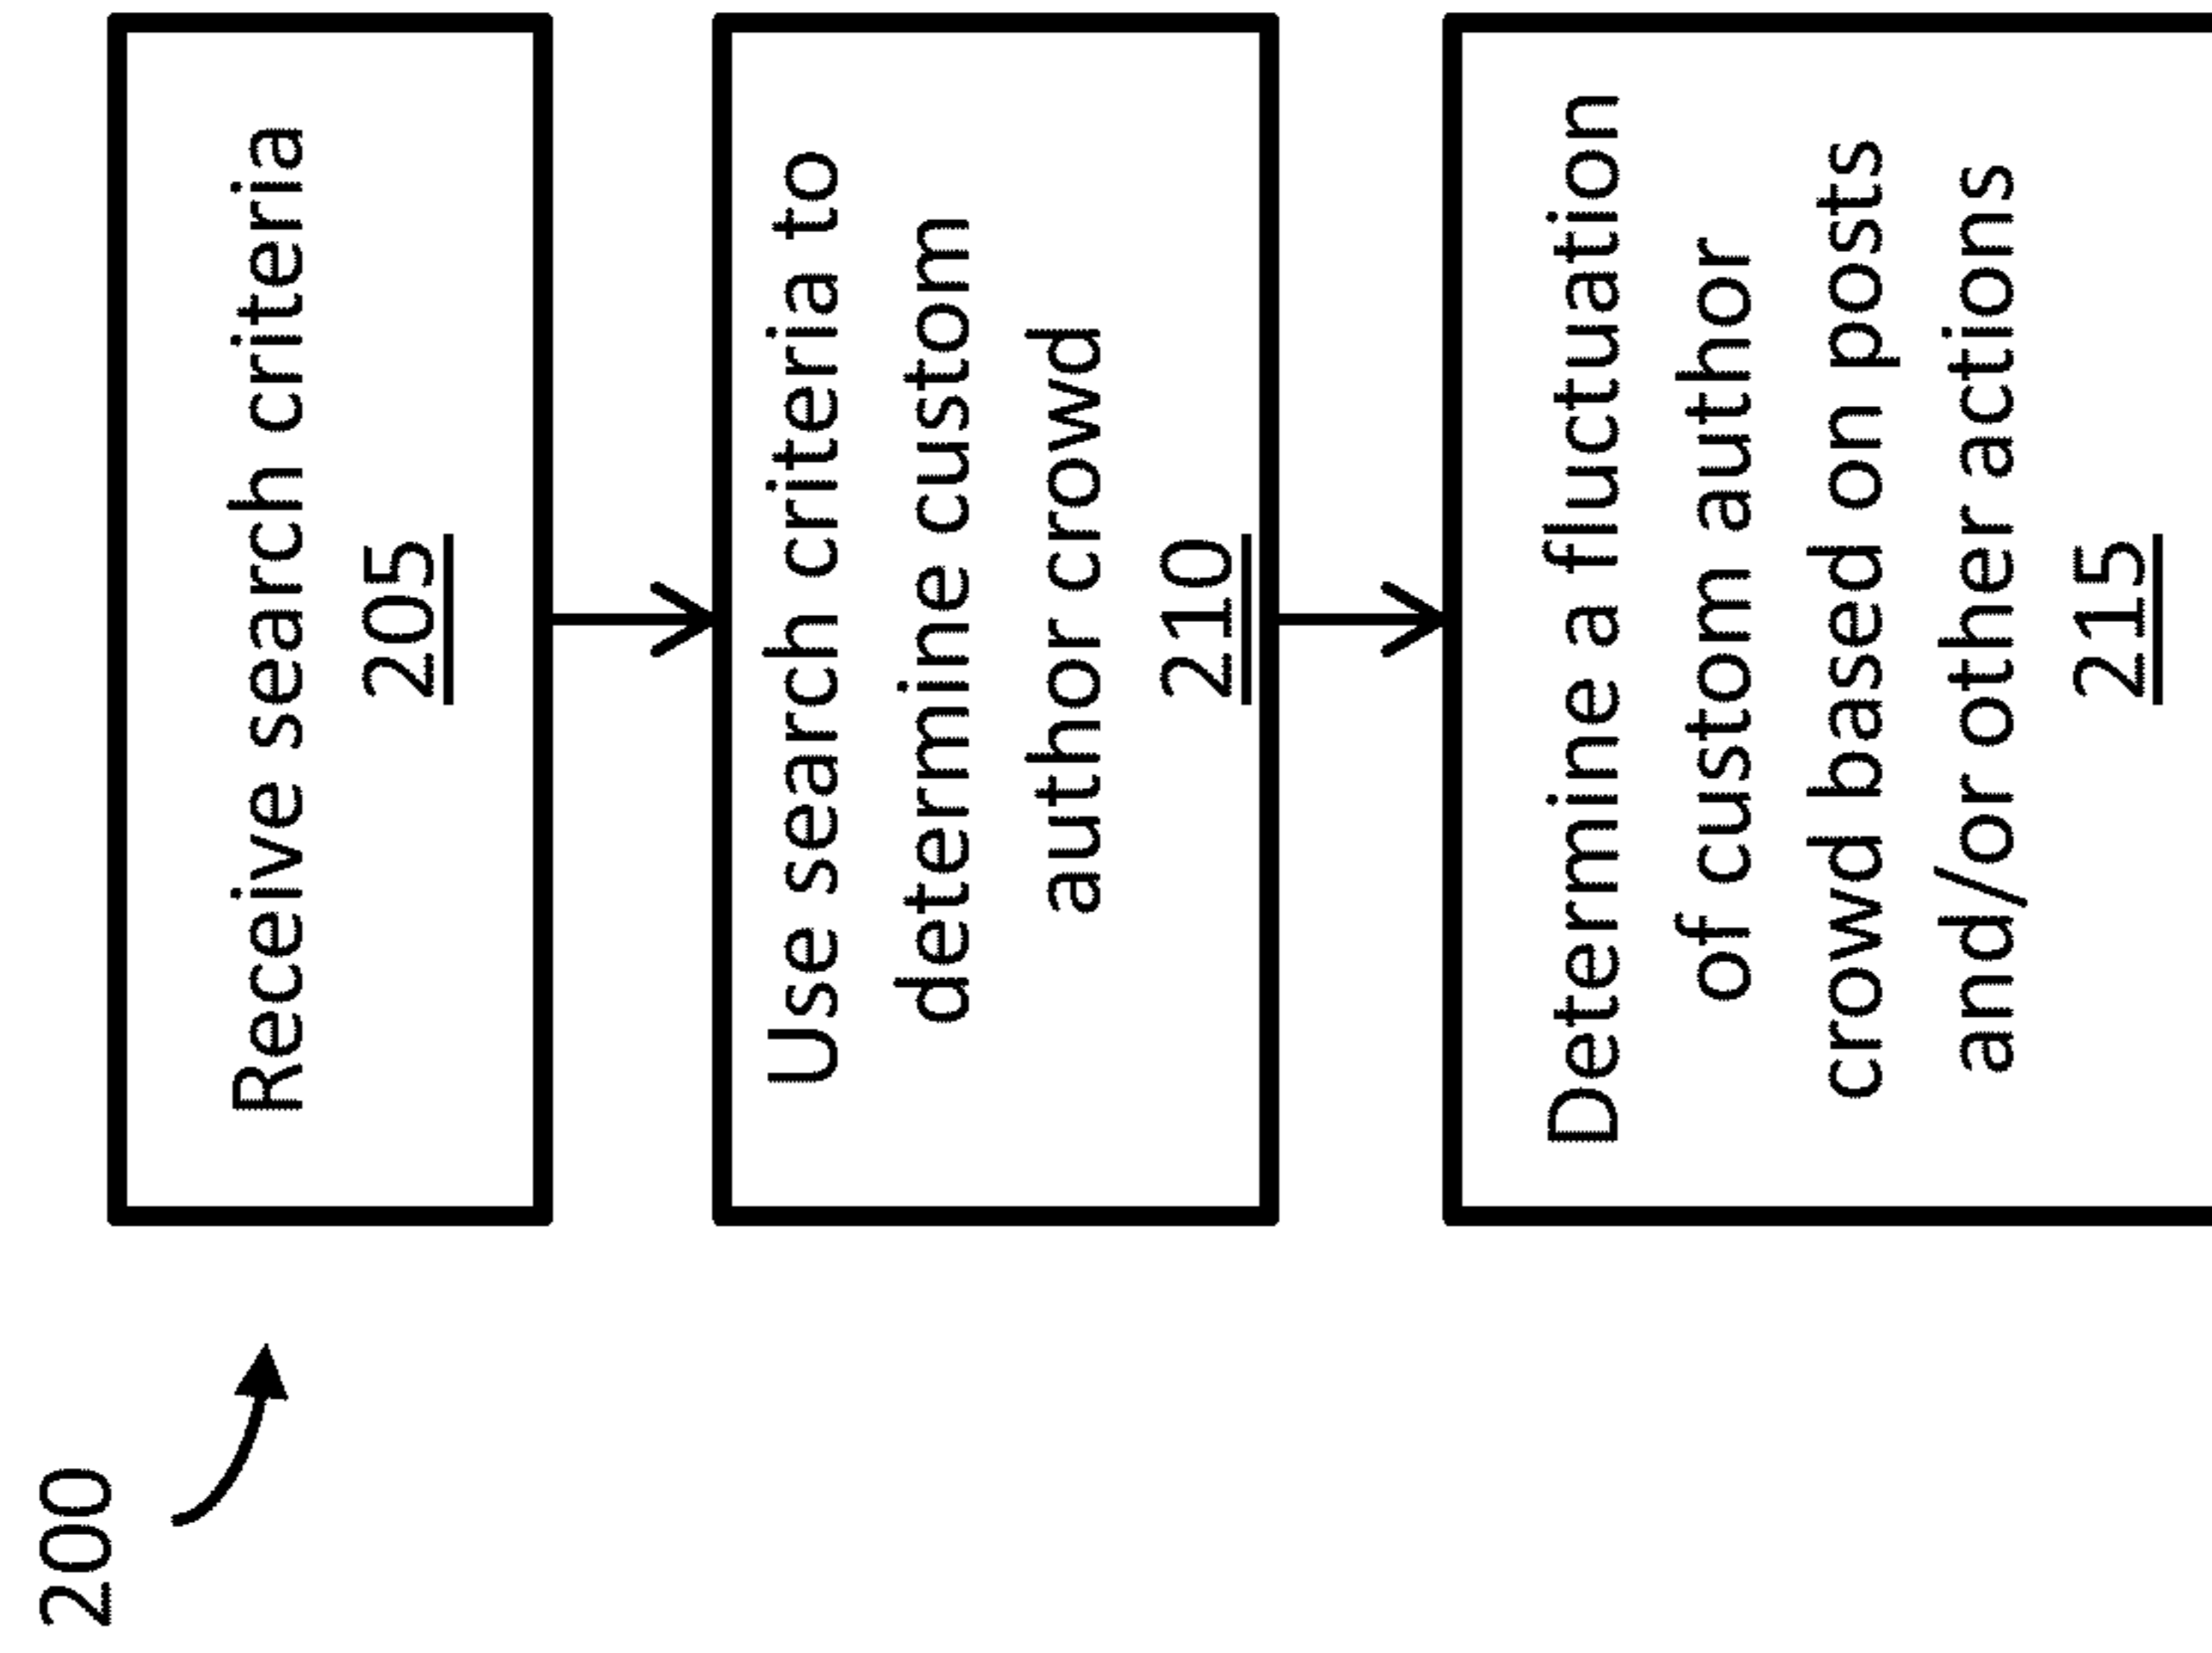 200
Receive search criteria
205
Use search criteria to
determine custom
author crowd
210
Determine a fluctuation
of custom author
crowd based on posts
and/or other actions
215